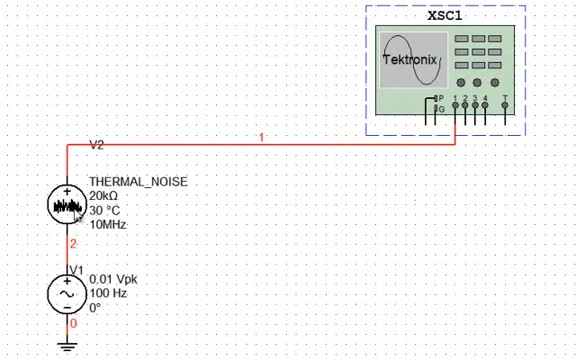 XSC1
Tektronix
P
G
1 2 3 4 T
1
V2
THERMAL_NOISE
20kΩ
30 °C
10MHz
2
V1
0.01 Vpk
100 Hz
0°
0